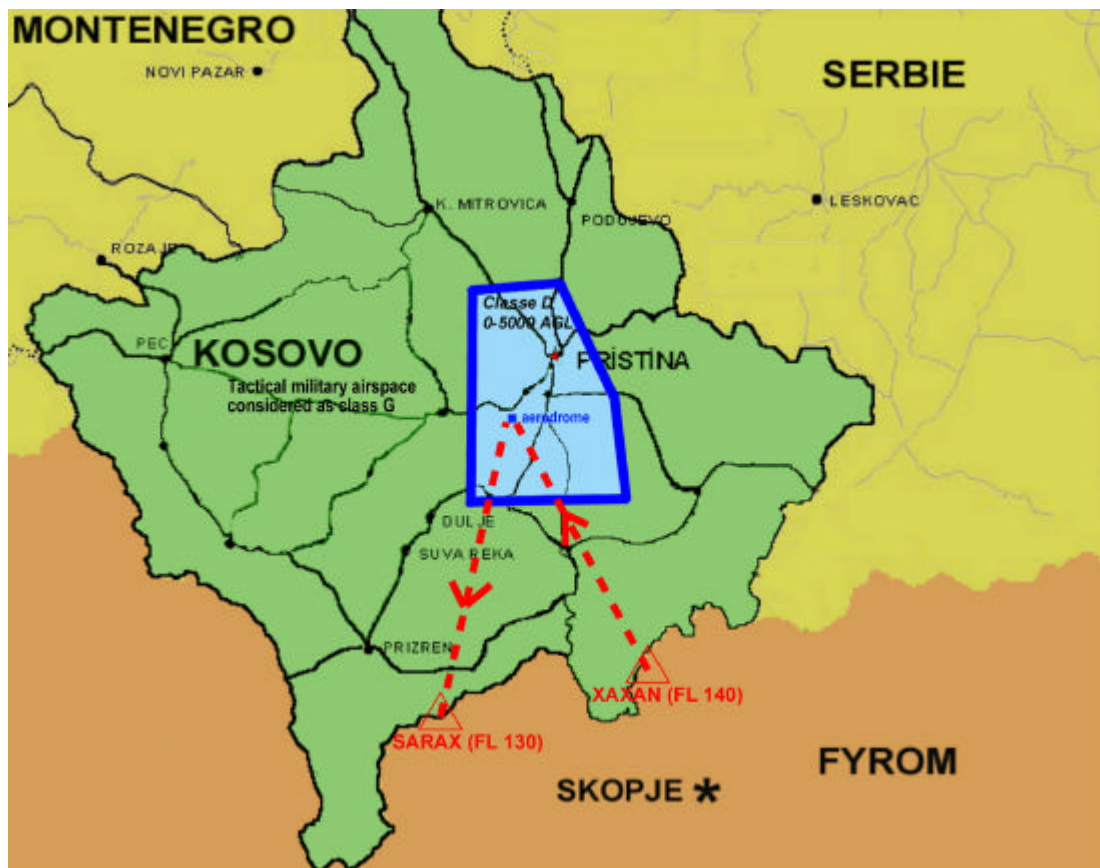 MONTENEGRO
NOVI PAZAR
SERBIE
K. MITROVICA
PODUJEVO
LESKOVAC
ROZAJE
Classe D
0-5000 AGL
PEC
KOSOVO
PRISTINA
Tactical military airspace
considered as class G
aerodrome
DULJE
SUVA REKA
PRIZREN
XAXAN (FL 140)
SARAX (FL 130)
FYROM
SKOPJE *